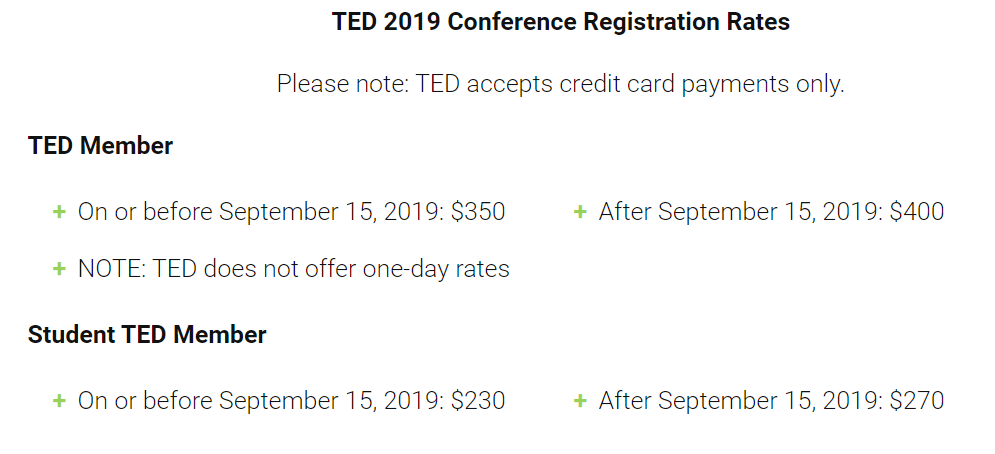 TED 2019 Conference Registration Rates
Please note: TED accepts credit card payments only.
TED Member
+ On or before September 15, 2019: $350
+ After September 15, 2019: $400
+ NOTE: TED does not offer one-day rates
Student TED Member
+ On or before September 15, 2019: $230
+ After September 15, 2019: $270